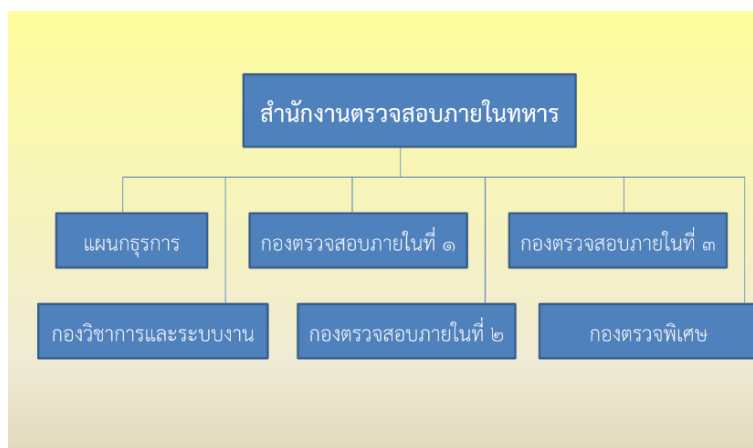 สำนักงานตรวจสอบภายในทหาร
แผนกธุรการ
กองตรวจสอบภายในที่ ๑
กองตรวจสอบภายในที่ ๓
กองวิชาการและระบบงาน
กองตรวจสอบภายในที่ ๒
กองตรวจพิเศษ